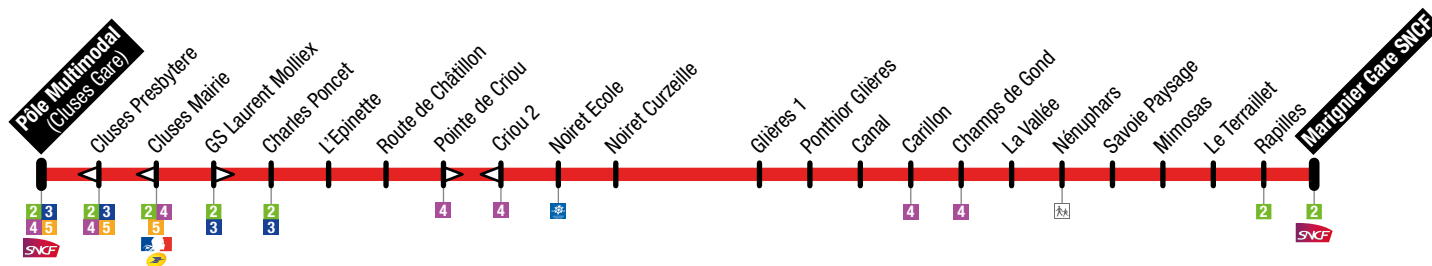 Pôle Multimodal
(Cluses Gare)
Cluses Presbytere
Cluses Mairie
GS Laurent Molliex
Charles Poncet
L'Epinette
Route de Châtillon
Pointe de Criou
Criou 2
Noiret Ecole
Noiret Curzeille
Glières 1
Ponthior Glières
Canal
Carillon
Champs de Gond
La Vallée
Nénuphars
Savoie Paysage
Mimosas
Le Terraillet
Rapilles
Marignier Gare SNCF
2 3
4 5
SNCF
2 3
4 5
2 4
5
2
3
2
3
4
4
4
4
2
2
SNCF